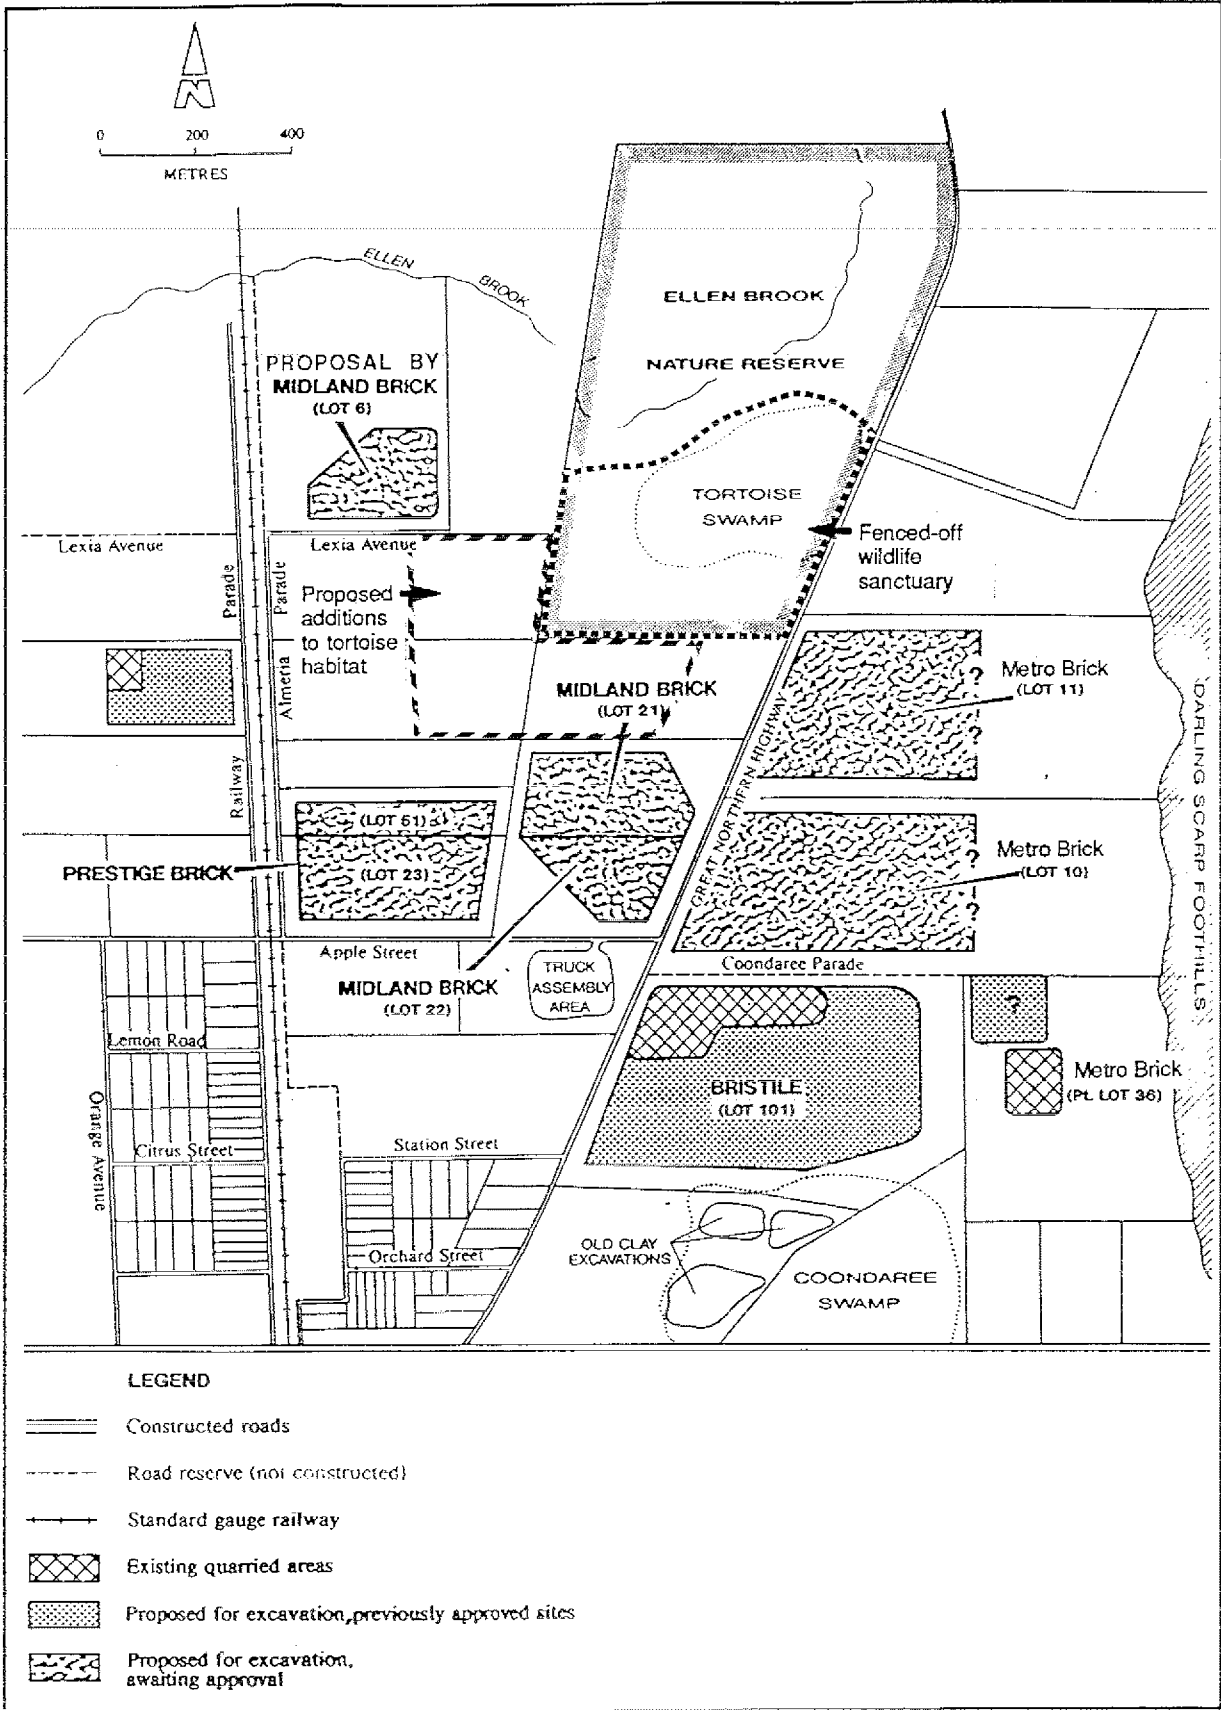 N
0 200 400
METRES
ELLEN
BROOK
PROPOSAL BY
MIDLAND BRICK
(LOT 6)
ELLEN BROOK
NATURE RESERVE
TORTOISE
SWAMP
Fenced-off
wildlife
sanctuary
Lexia Avenue
Lexia Avenue
Parade
Parade
Proposed
additions
to tortoise
habitat
Almeria
Railway
MIDLAND BRICK
(LOT 21)
Metro Brick
(LOT 11)
?
?
GREAT NORTHERN HIGHWAY
DARLING SCARP FOOTHILLS
(LOT 51)
PRESTIGE BRICK
(LOT 23)
Metro Brick
(LOT 10)
?
?
Apple Street
Coondaree Parade
MIDLAND BRICK
(LOT 22)
TRUCK
ASSEMBLY
AREA
?
Lemon Road
Metro Brick
(Pt. LOT 36)
BRISTILE
(LOT 101)
Orange Avenue
Citrus Street
Station Street
Orchard Street
OLD CLAY
EXCAVATIONS
COONDAREE
SWAMP
LEGEND
Constructed roads
Road reserve (not constructed)
Standard gauge railway
Existing quarried areas
Proposed for excavation, previously approved sites
Proposed for excavation,
awaiting approval